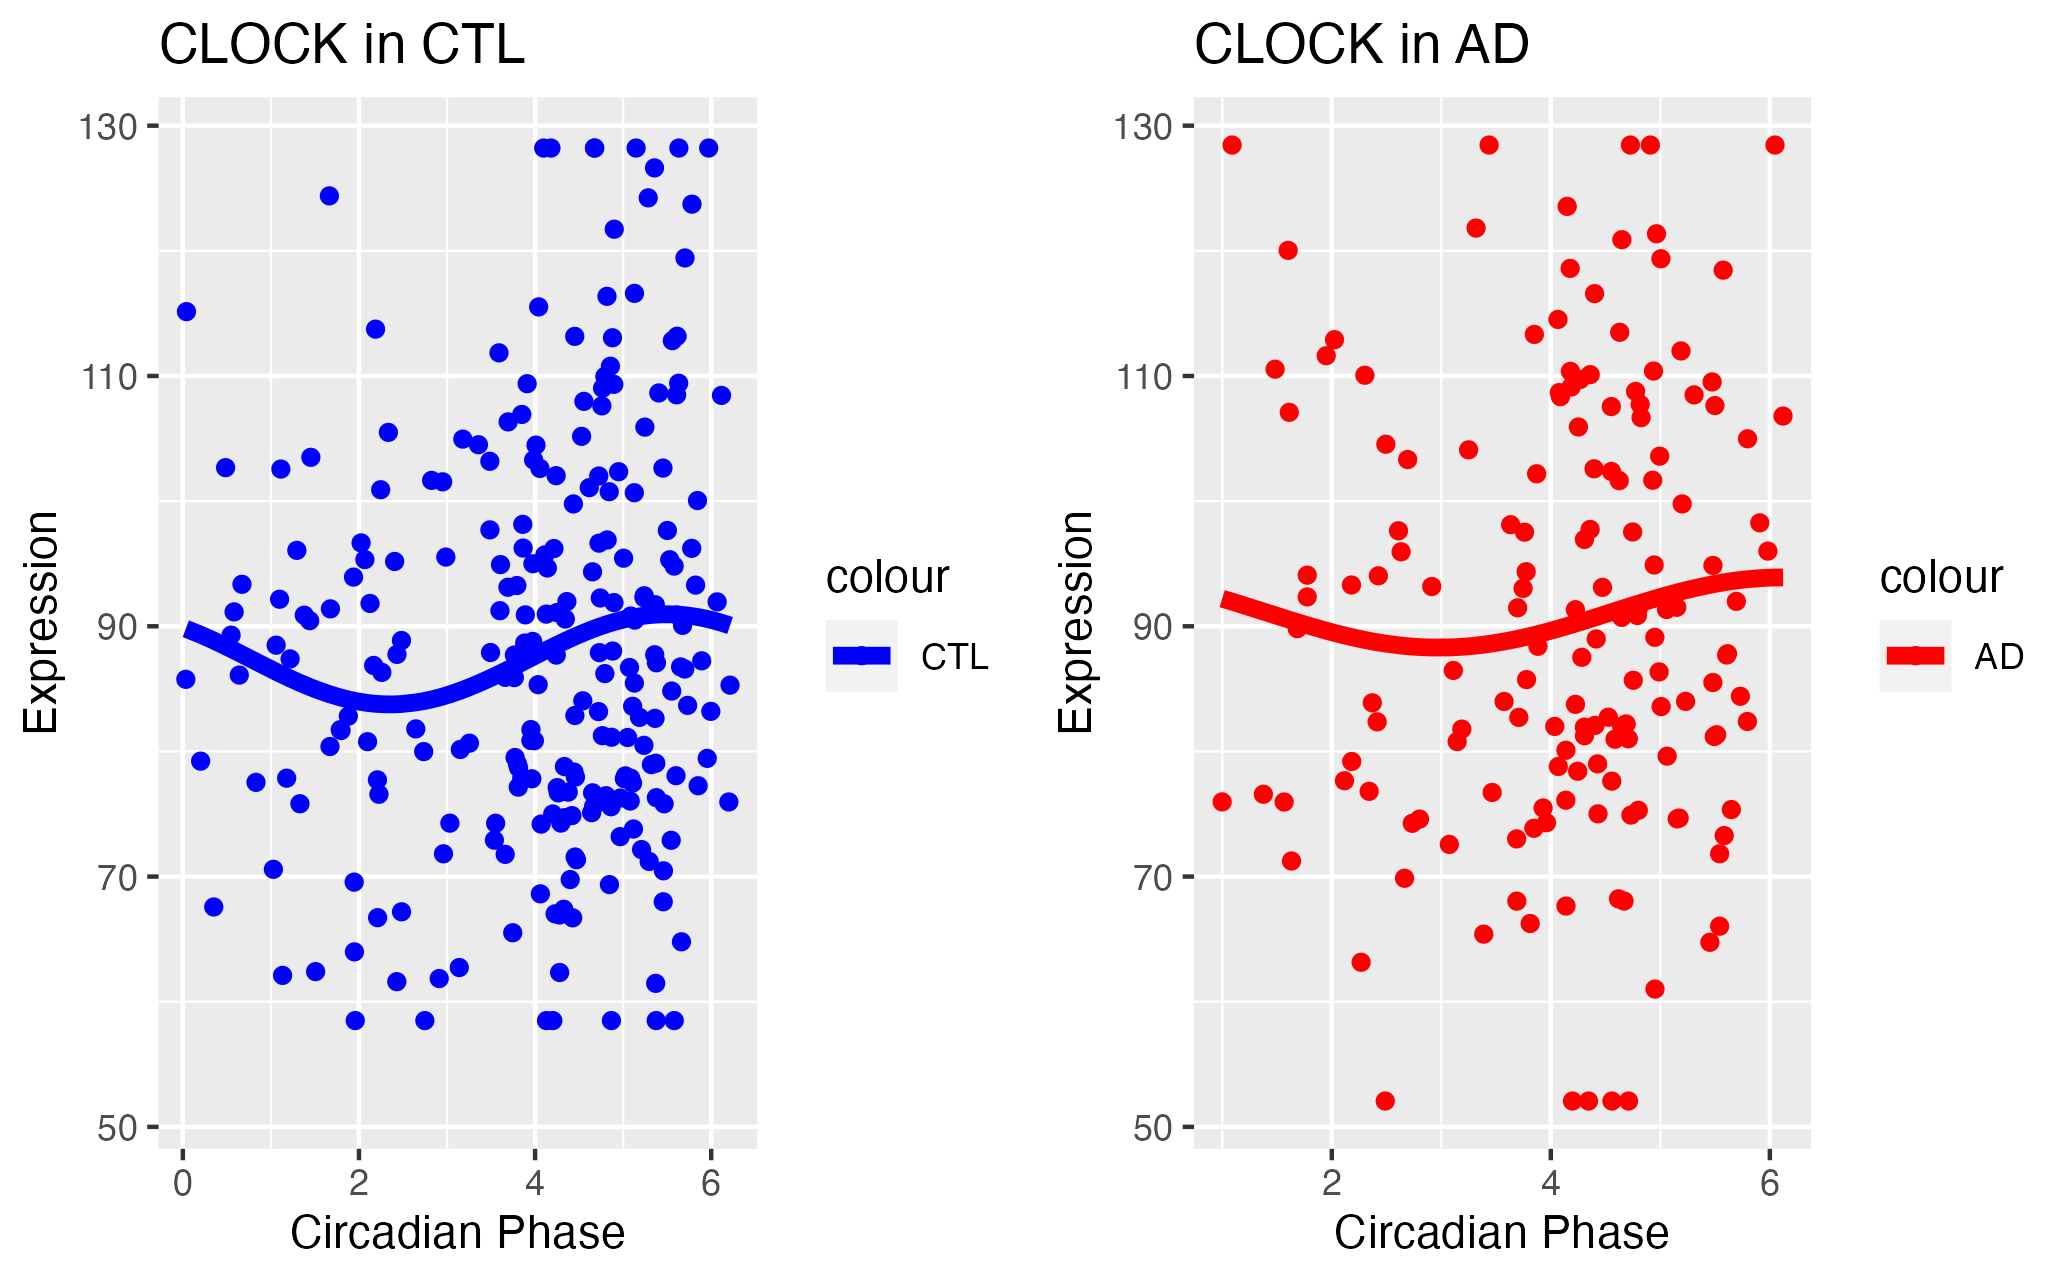 CLOCK in CTL
130
110
90
70
50
Expression
0 2 4 6
Circadian Phase
colour
CTL
CLOCK in AD
130
110
90
70
50
Expression
2 4 6
Circadian Phase
colour
AD